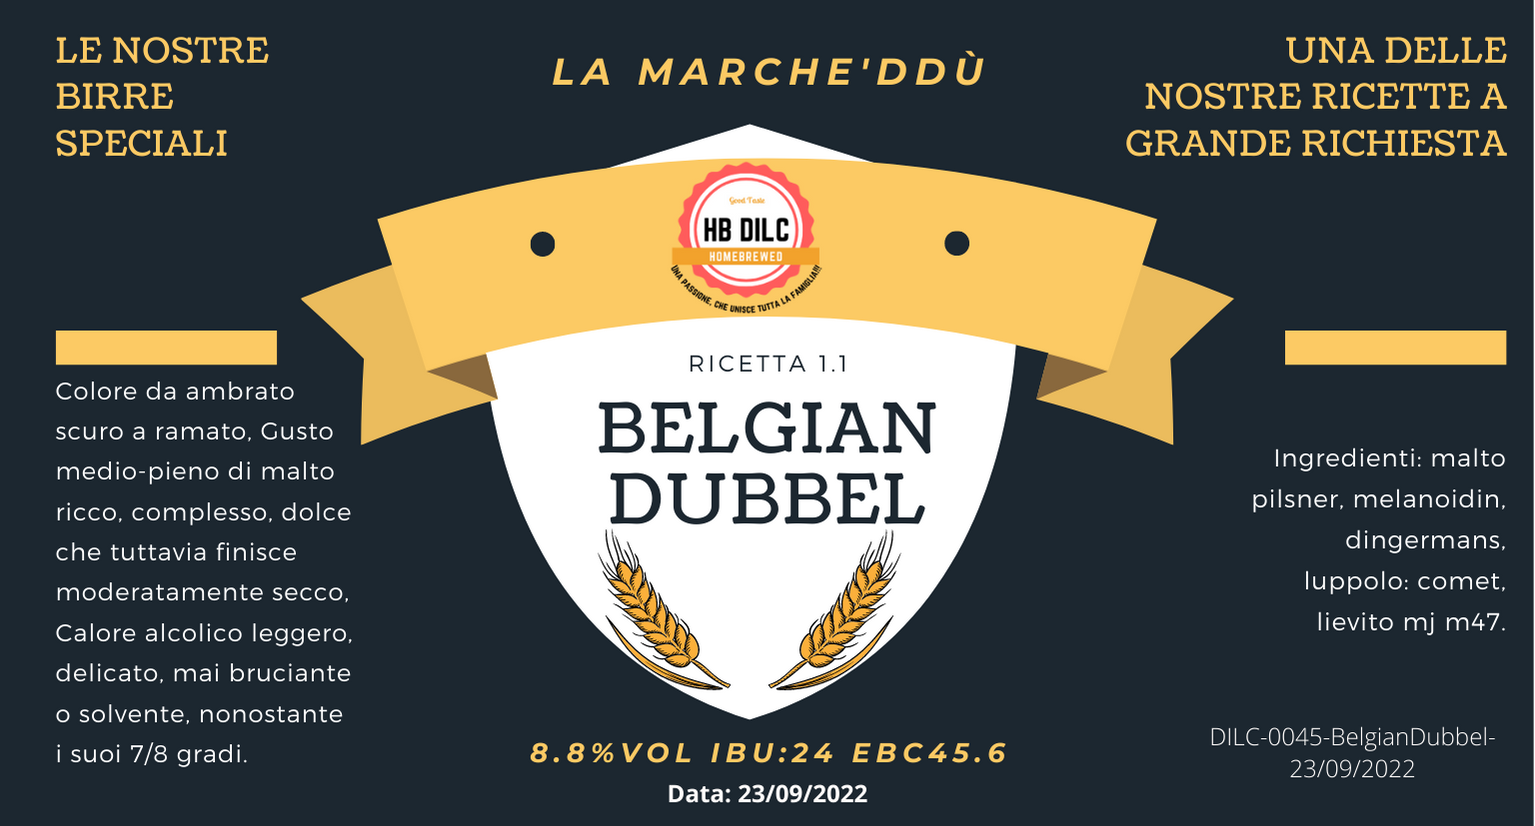 LE NOSTRE
BIRRE
SPECIALI
LA MARCHE'DDÙ
UNA DELLE
NOSTRE RICETTE A
GRANDE RICHIESTA
Good Taste
HB DILC
HOMEBREWED
UNA PASSIONE, CHE UNISCE TUTTA LA FAMIGLIA!!!
RICETTA 1.1
BELGIAN
DUBBEL
Colore da ambrato
scuro a ramato, Gusto
medio-pieno di malto
ricco, complesso, dolce
che tuttavia finisce
moderatamente secco,
Calore alcolico leggero,
delicato, mai bruciante
o solvente, nonostante
i suoi 7/8 gradi.
Ingredienti: malto
pilsner, melanoidin,
dingermans,
luppolo: comet,
lievito mj m47.
8.8%VOL IBU:24 EBC45.6
Data: 23/09/2022
DILC-0045-BelgianDubbel-
23/09/2022